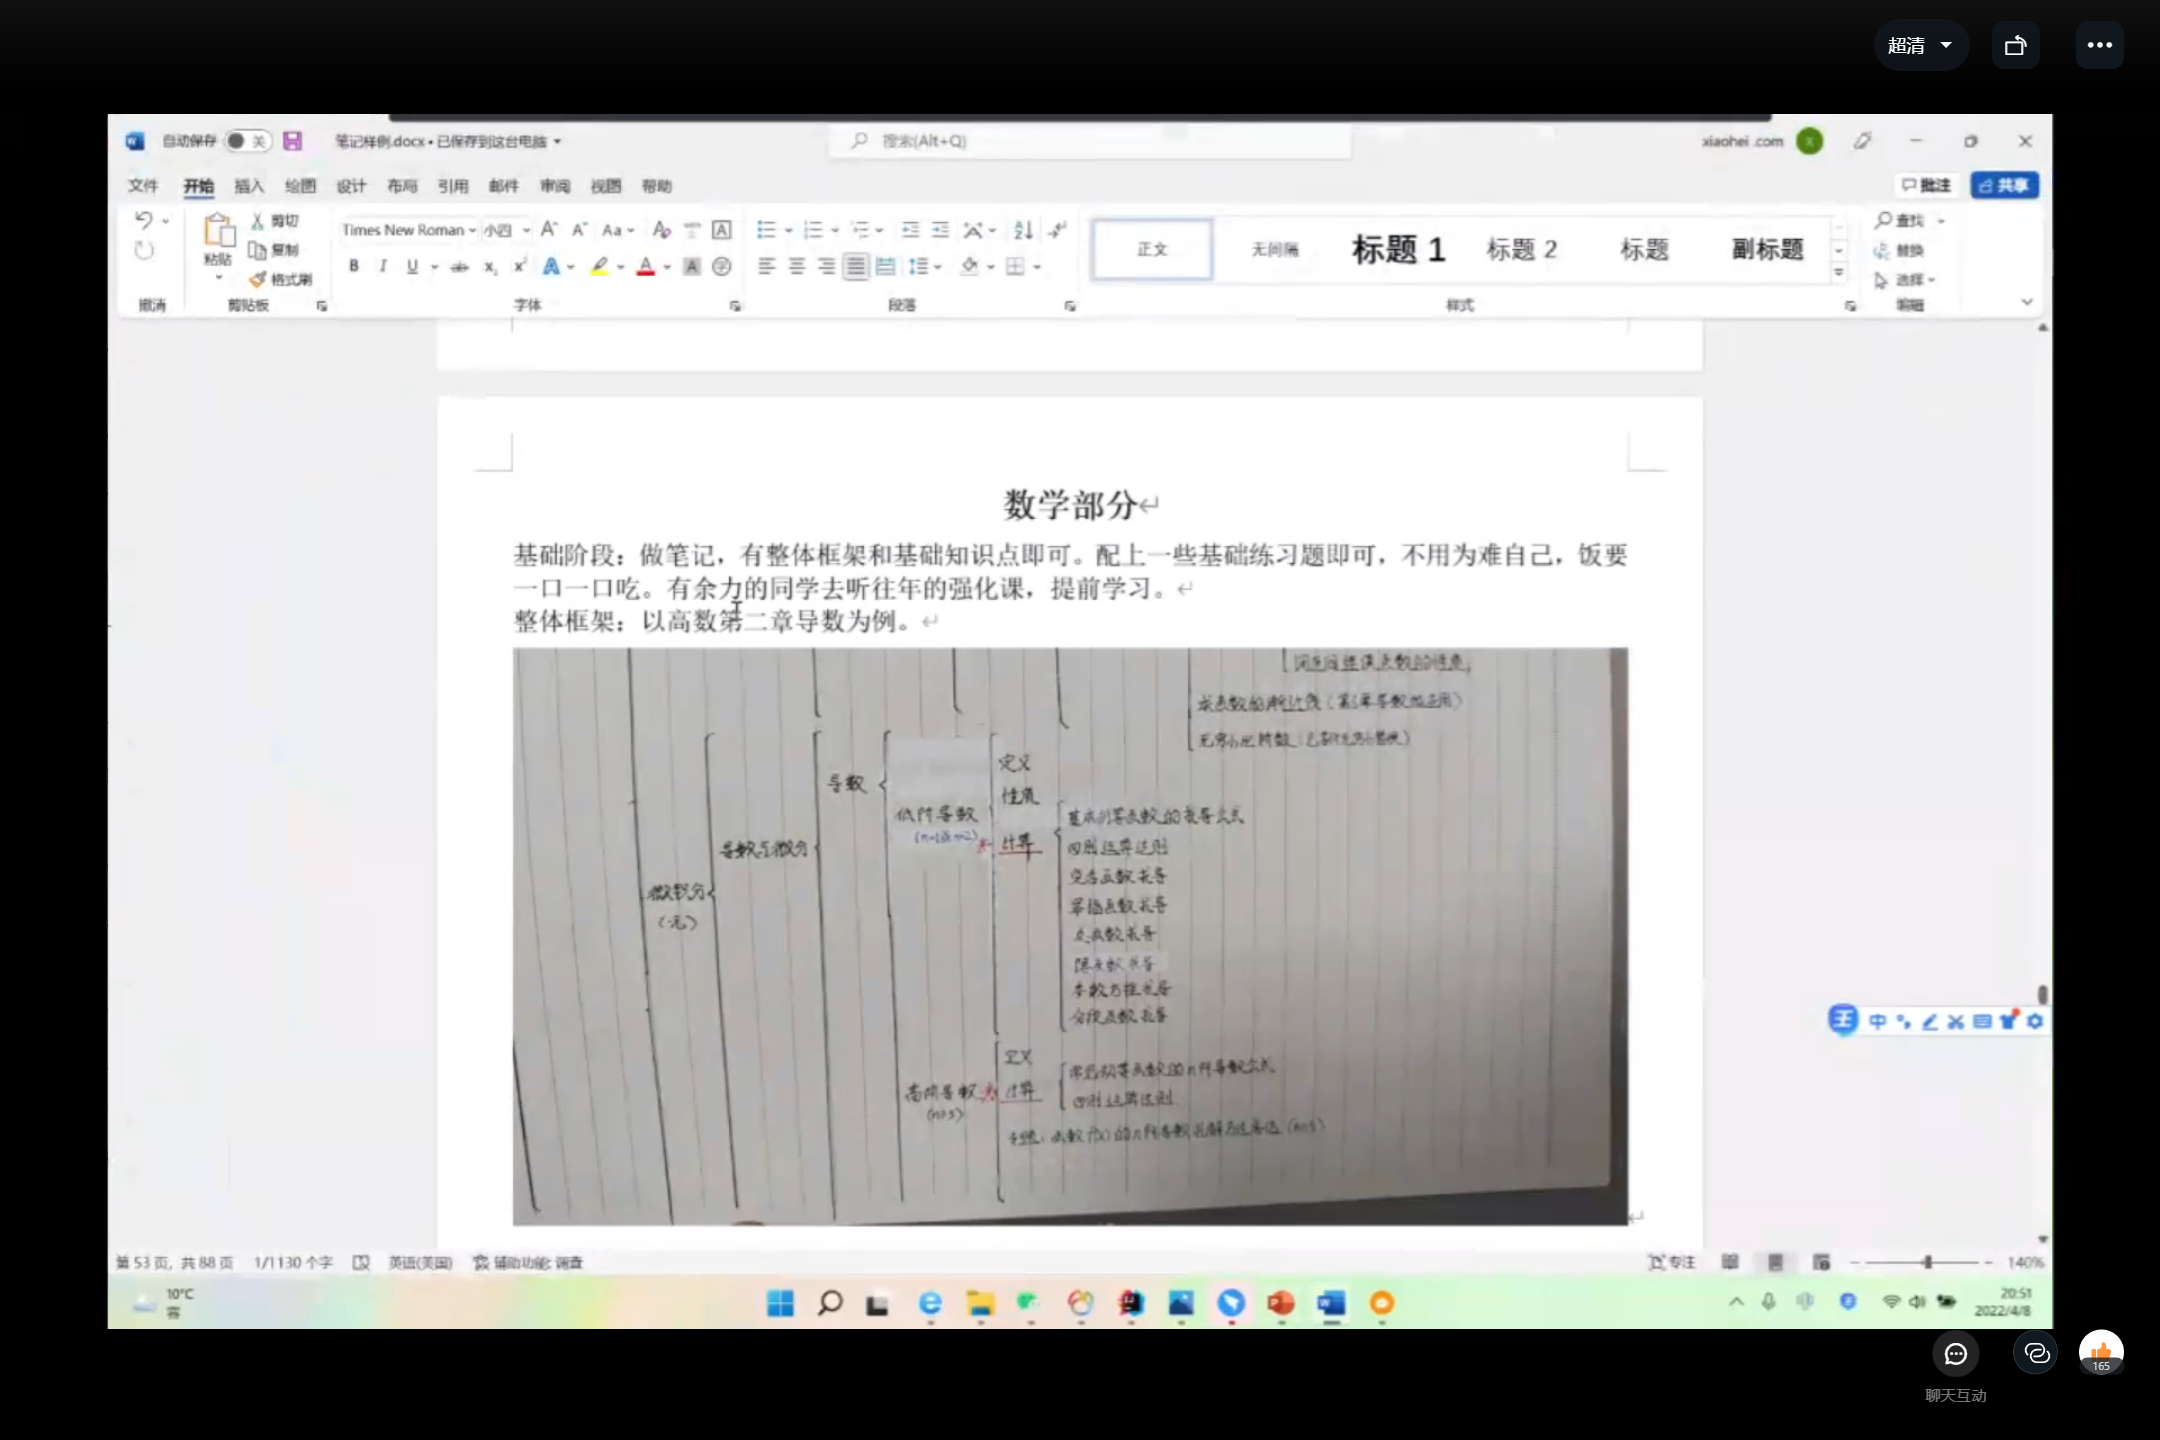 超清
自动保存 关 笔记样例.docx • 已保存到这台电脑
搜索(Alt+Q)
xiaohei .com
文件 开始 插入 绘图 设计 布局 引用 邮件 审阅 视图 帮助
批注 共享
剪切
复制
格式刷
粘贴
Times New Roman 小四
正文 无间隔 标题 1 标题 2 标题 副标题
查找
替换
选择
撤消 剪贴板 字体 段落 样式 编辑
数学部分
基础阶段：做笔记，有整体框架和基础知识点即可。配上一些基础练习题即可，不用为难自己，饭要
一口一口吃。有余力的同学去听往年的强化课，提前学习。
整体框架：以高数第二章导数为例。
闭区间连续函数的性质
定义
导数
性质
低阶导数
计算
基本初等函数的求导公式
四则运算法则
复合函数求导
幂指函数求导
反函数求导
隐函数求导
参数方程求导
分段函数求导
导数与微分
微积分
(一元)
定义
高阶导数
计算
四则运算法则
第 53 页, 共 88 页 1/1130 个字 英语(美国) 辅助功能: 调查
专注 140%
中
10°C
雾
20:51
2022/4/8
165
聊天互动